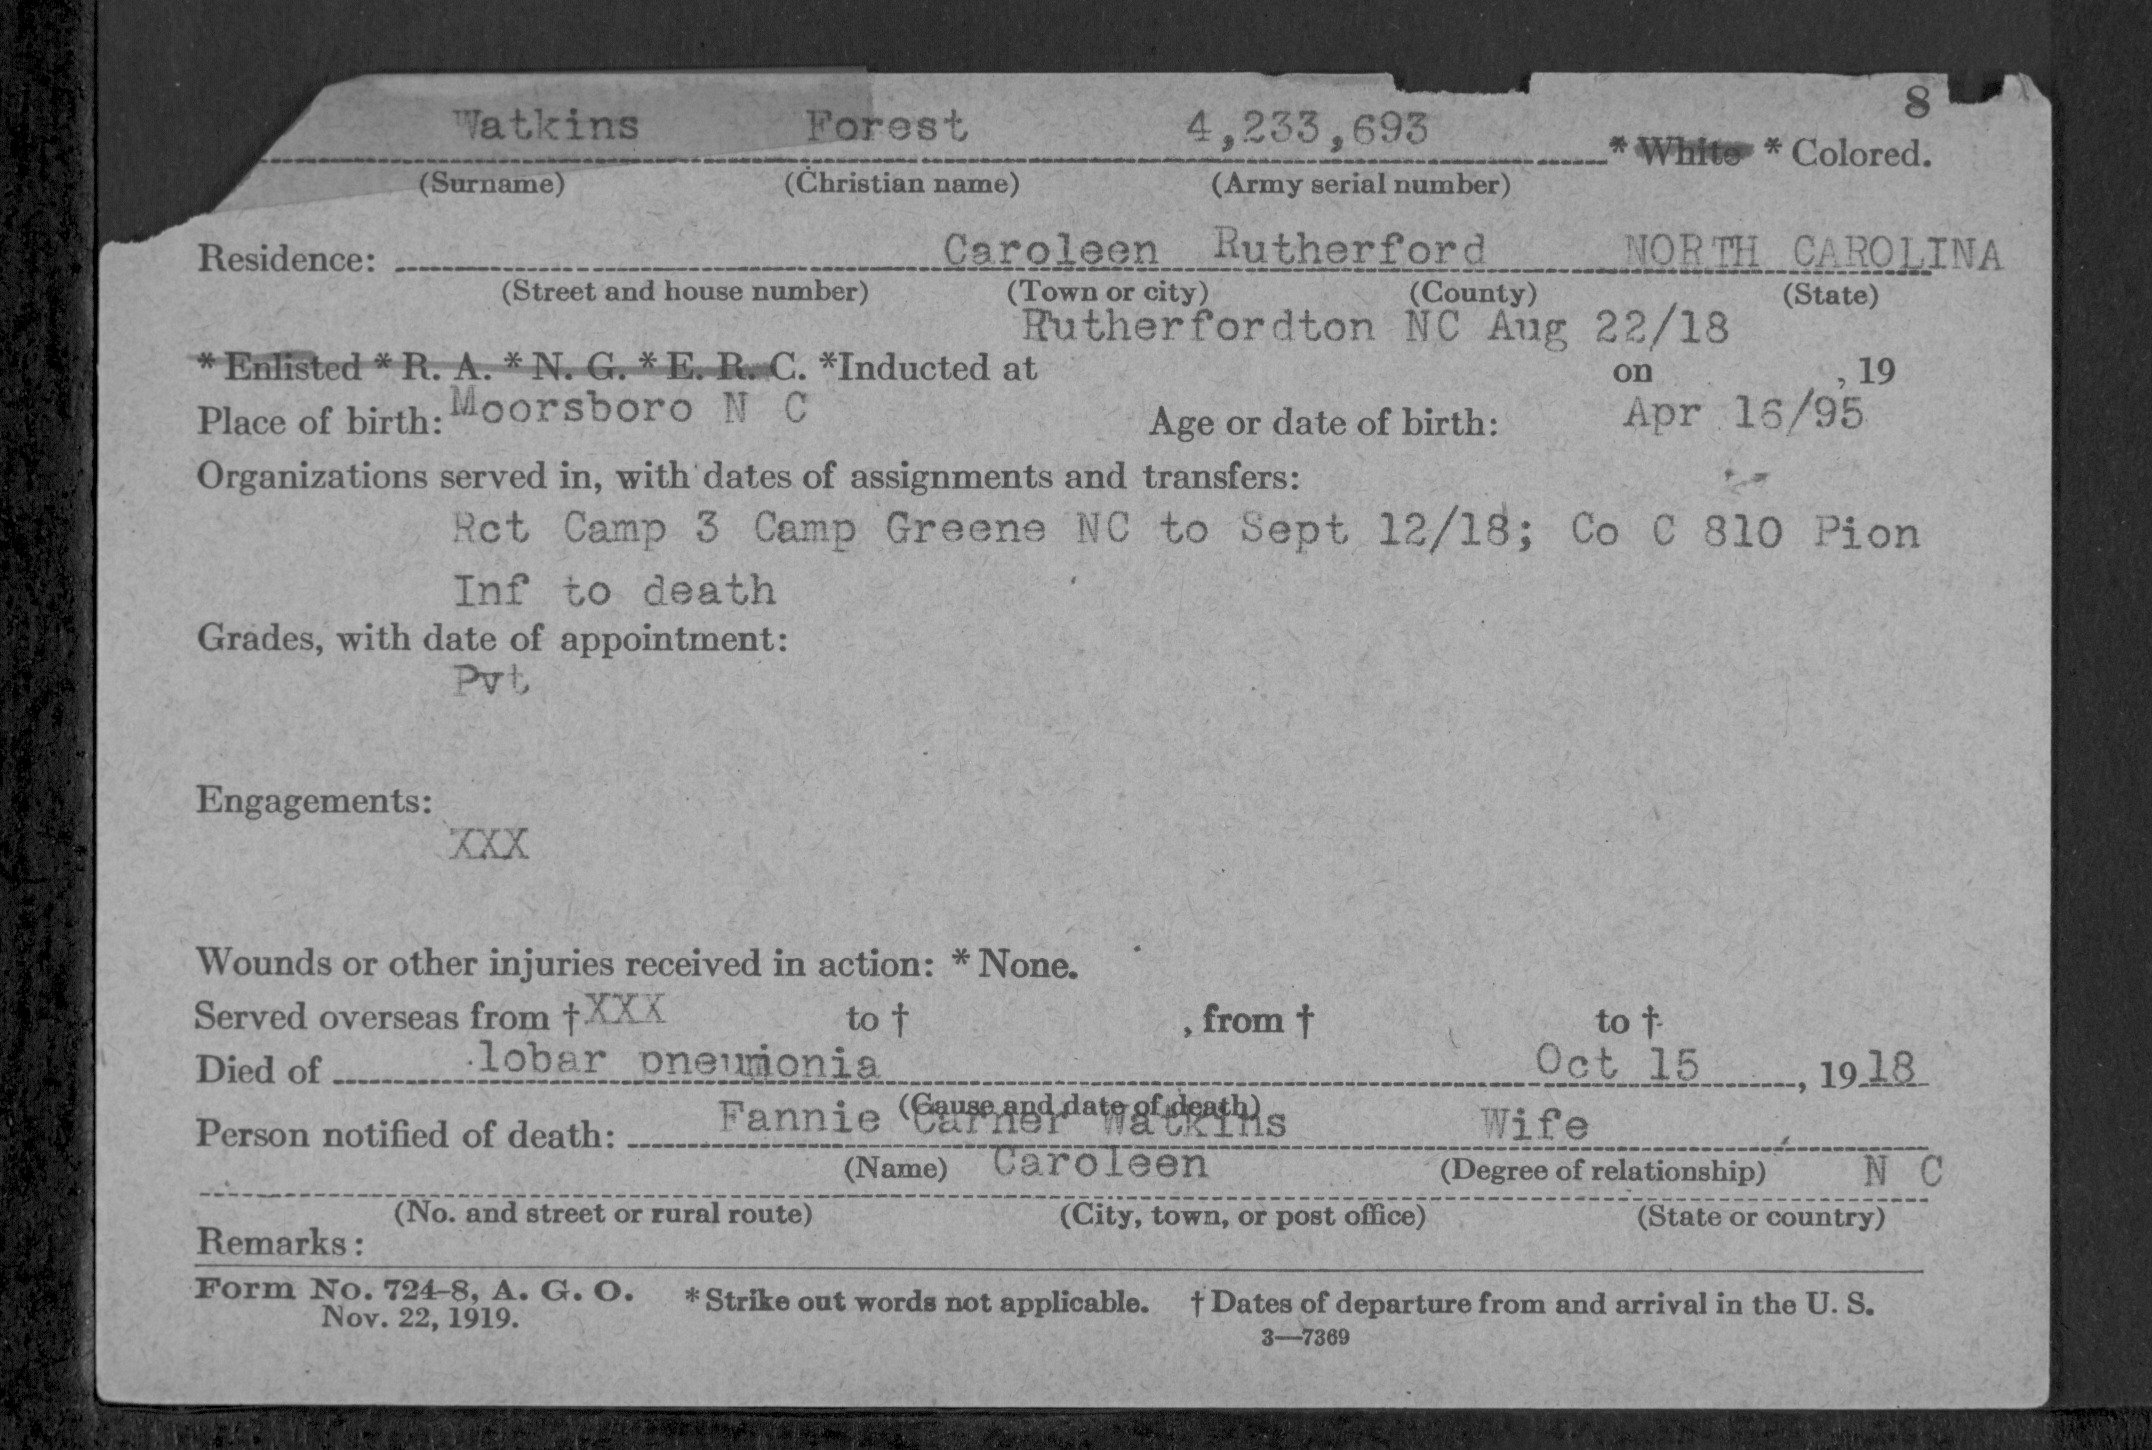 8
Watkins Forest 4,233,693 * White * Colored.
(Surname) (Christian name) (Army serial number)
Residence: Caroleen Rutherford NORTH CAROLINA
(Street and house number) (Town or city) (County) (State)
Rutherfordton NC Aug 22/18
* Enlisted * R. A. * N. G. * E. R. C. *Inducted at on , 19
Place of birth: Moorsboro N C Age or date of birth: Apr 16/95
Organizations served in, with dates of assignments and transfers:
Rct Camp 3 Camp Greene NC to Sept 12/18; Co C 810 Pion
Inf to death
Grades, with date of appointment:
Pvt
Engagements:
XXX
Wounds or other injuries received in action: * None.
Served overseas from † XXX to † , from † to †
Died of lobar pneumonia Oct 15 , 19 18
(Cause and date of death)
Person notified of death: Fannie Carner Watkins Wife
(Name) Caroleen (Degree of relationship) N C
(No. and street or rural route) (City, town, or post office) (State or country)
Remarks:
Form No. 724-8, A. G. O. * Strike out words not applicable. † Dates of departure from and arrival in the U. S.
Nov. 22, 1919. 3—7369